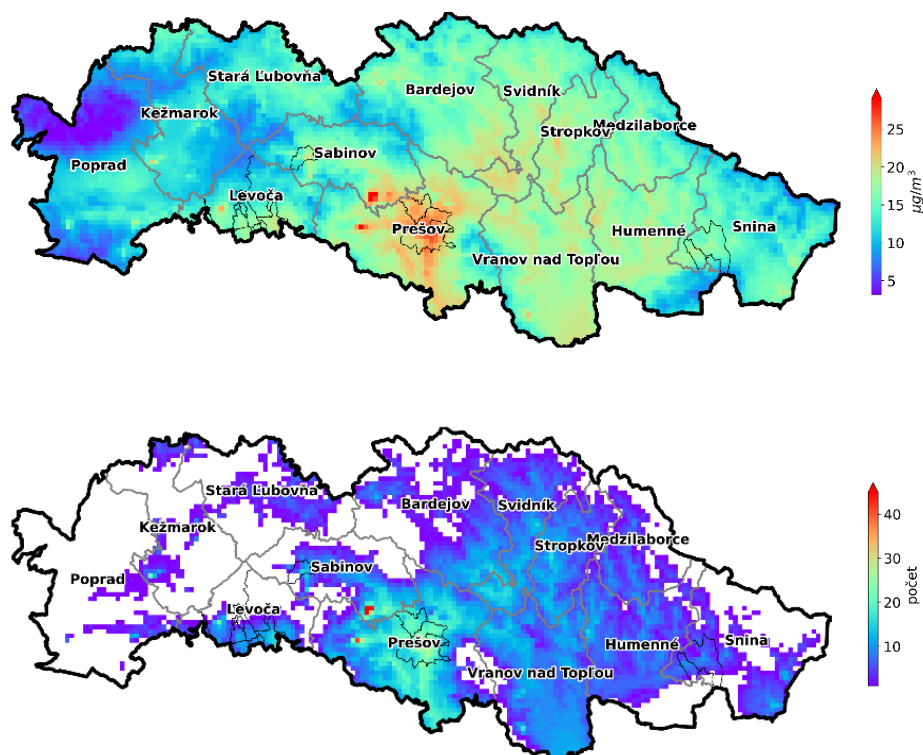 Stará Ľubovňa
Bardejov
Svidník
Kežmarok
Stropkov
Medzilaborce
Poprad
Sabinov
Levoča
Prešov
Humenné
Snina
Vranov nad Topľou
25
20
15
10
5
μg/m³
Stará Ľubovňa
Bardejov
Svidník
Kežmarok
Stropkov
Medzilaborce
Poprad
Sabinov
Levoča
Prešov
Humenné
Snina
Vranov nad Topľou
40
30
20
10
počet